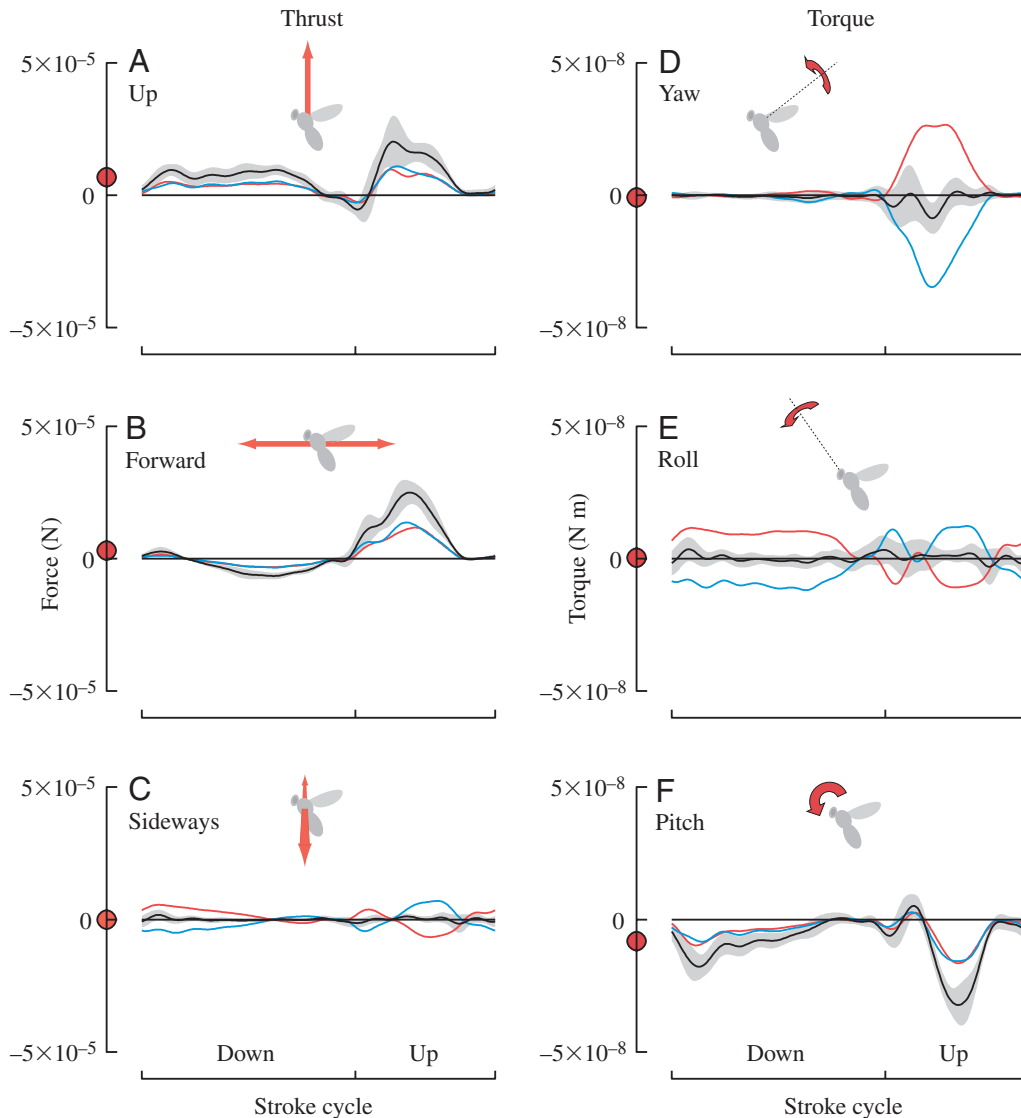 Thrust
Torque
A
Up
5×10⁻⁵
0
−5×10⁻⁵
D
Yaw
5×10⁻⁸
0
−5×10⁻⁸
B
Forward
5×10⁻⁵
0
−5×10⁻⁵
Force (N)
E
Roll
5×10⁻⁸
0
−5×10⁻⁸
Torque (N m)
C
Sideways
5×10⁻⁵
0
−5×10⁻⁵
Down Up
Stroke cycle
F
Pitch
5×10⁻⁸
0
−5×10⁻⁸
Down Up
Stroke cycle